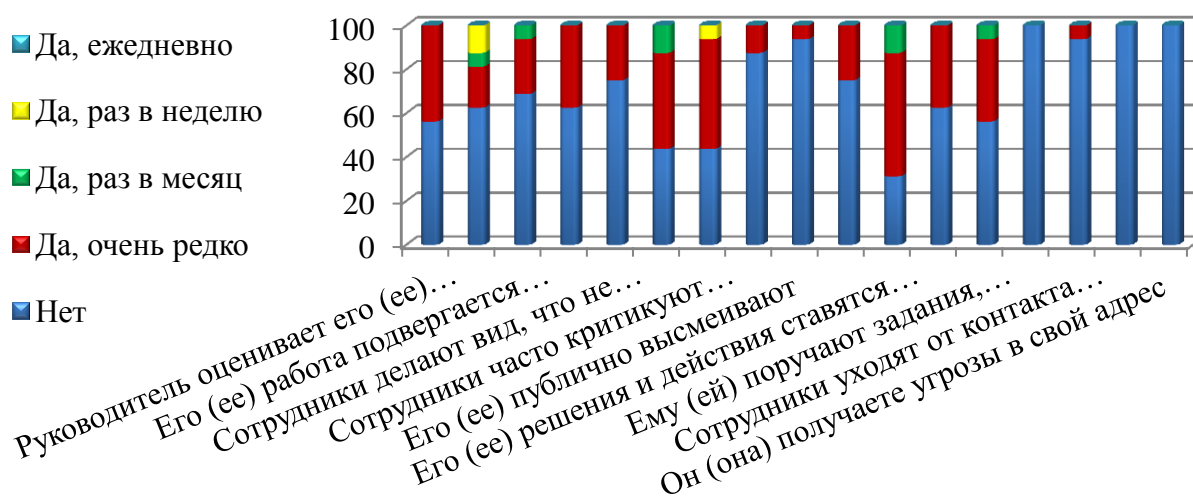 Да, ежедневно
Да, раз в неделю
Да, раз в месяц
Да, очень редко
Нет
100
80
60
40
20
0
Руководитель оценивает его (ее)…
Его (ее) работа подвергается…
Сотрудники делают вид, что не…
Сотрудники часто критикуют…
Его (ее) публично высмеивают
Его (ее) решения и действия ставятся…
Ему (ей) поручают задания,…
Сотрудники уходят от контакта…
Он (она) получаете угрозы в свой адрес